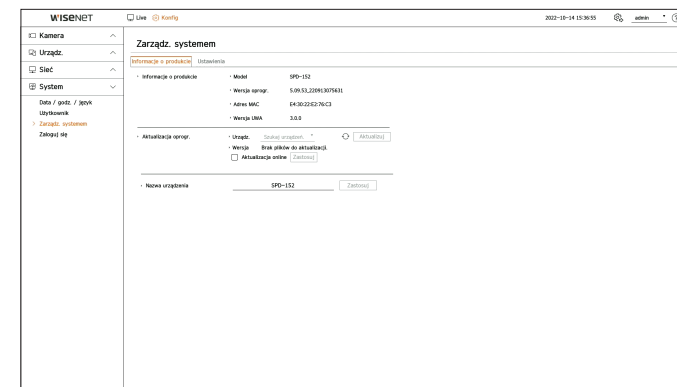 WISENET
Live Konfig
2022-10-14 15:36:55 admin
Kamera
Urządz.
Sieć
System
Data / godz. / język
Użytkownik
Zarządz. systemem
Zaloguj się
Zarządz. systemem
Informacje o produkcie Ustawienia
Informacje o produkcie
Model SPD-152
Wersja oprogr. 5.09.53_220913075631
Adres MAC E4:30:22:E2:76:C3
Wersja UWA 3.0.0
Aktualizacja oprogr.
Urządz. Szukaj urządzeń. Aktualizuj
Wersja Brak plików do aktualizacji.
Aktualizacja online Zastosuj
Nazwa urządzenia SPD-152 Zastosuj